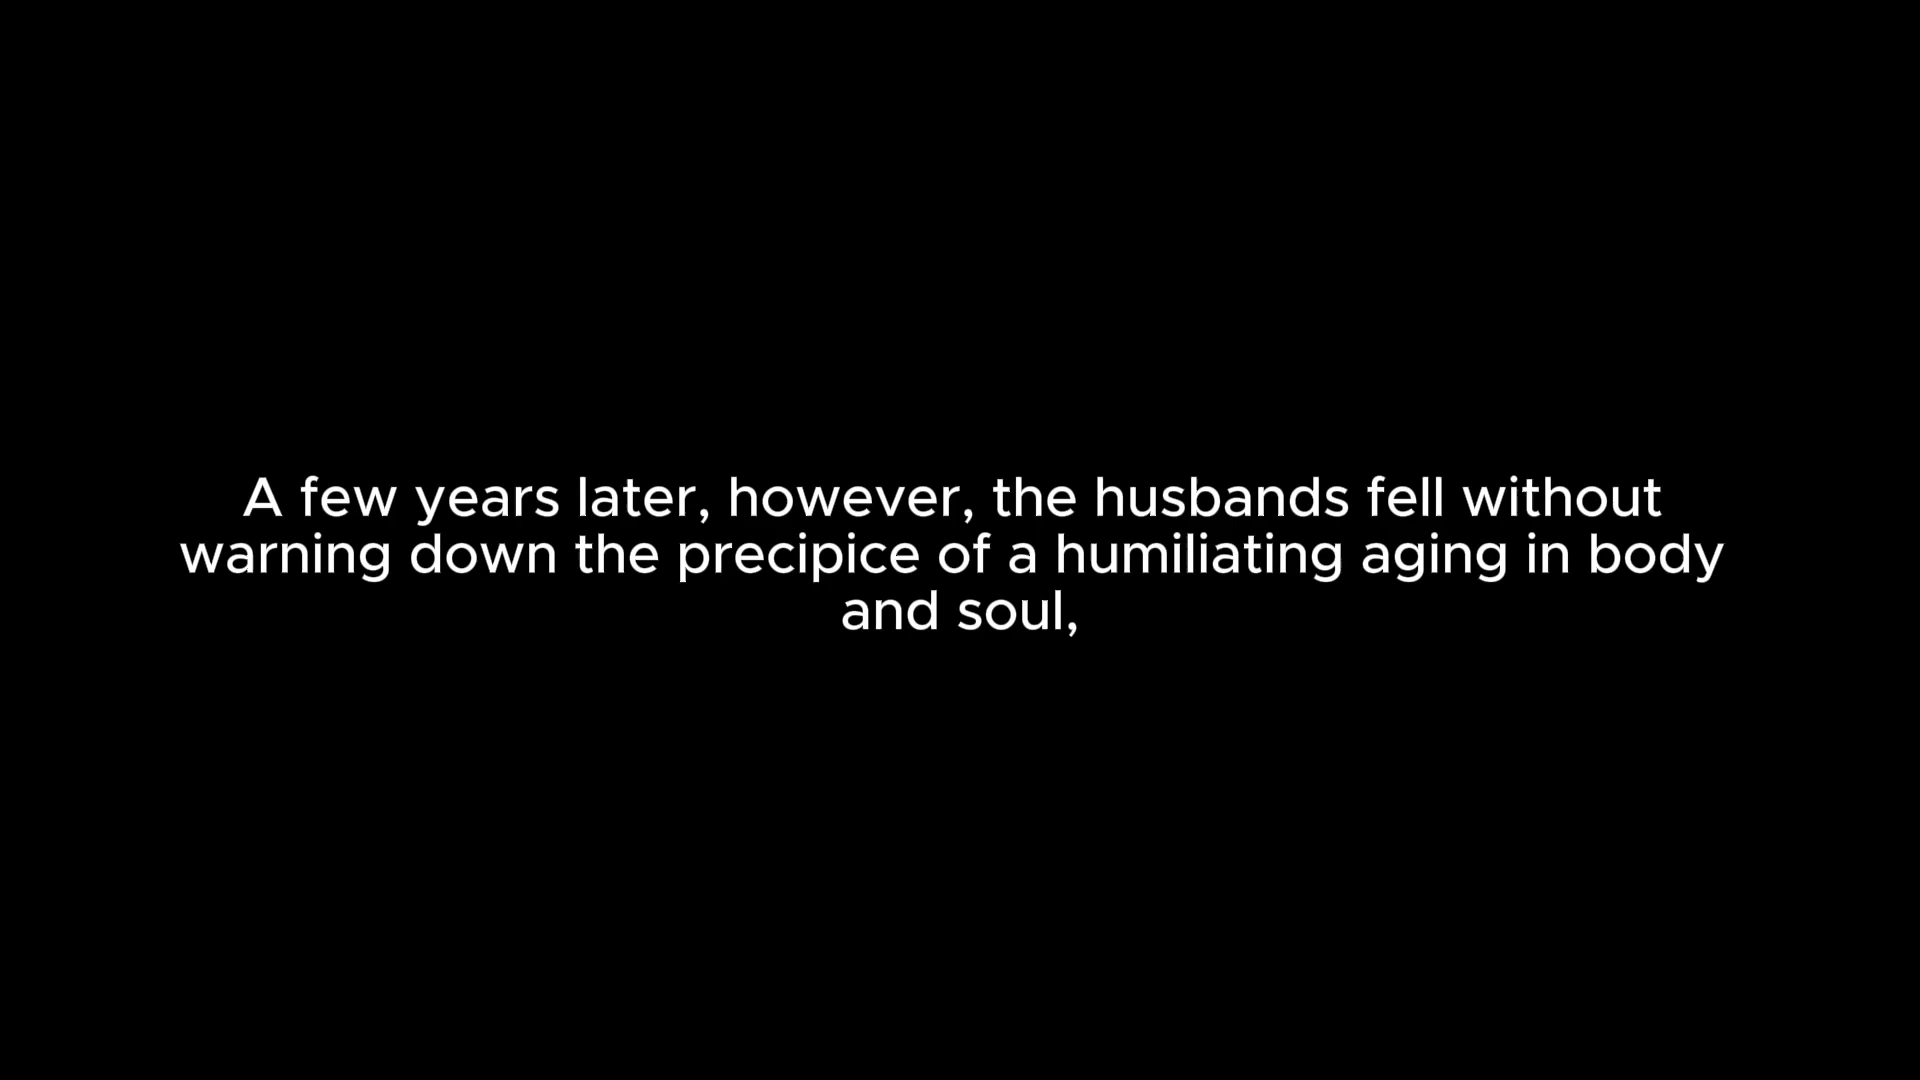 A few years later, however, the husbands fell without
warning down the precipice of a humiliating aging in body
and soul,